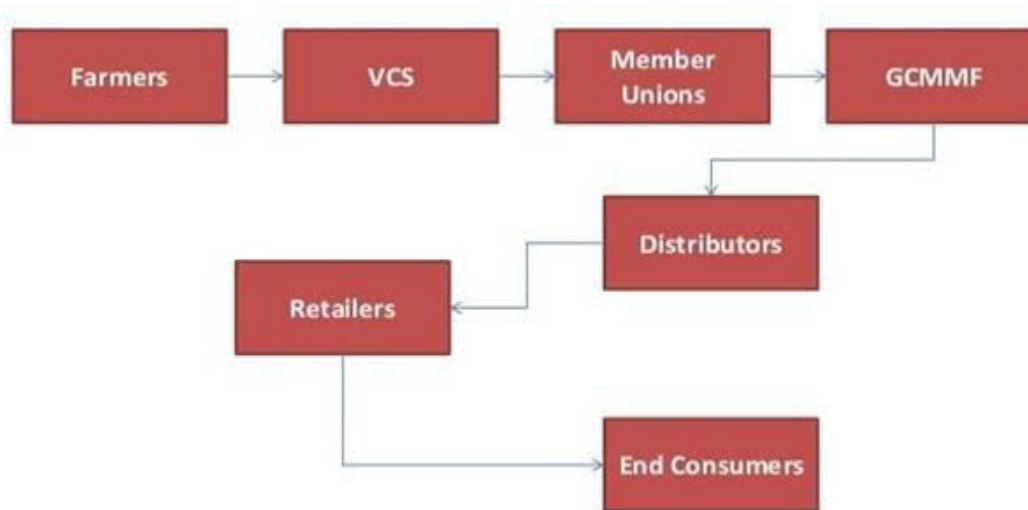 Farmers
VCS
Member
Unions
GCMMF
Distributors
Retailers
End Consumers